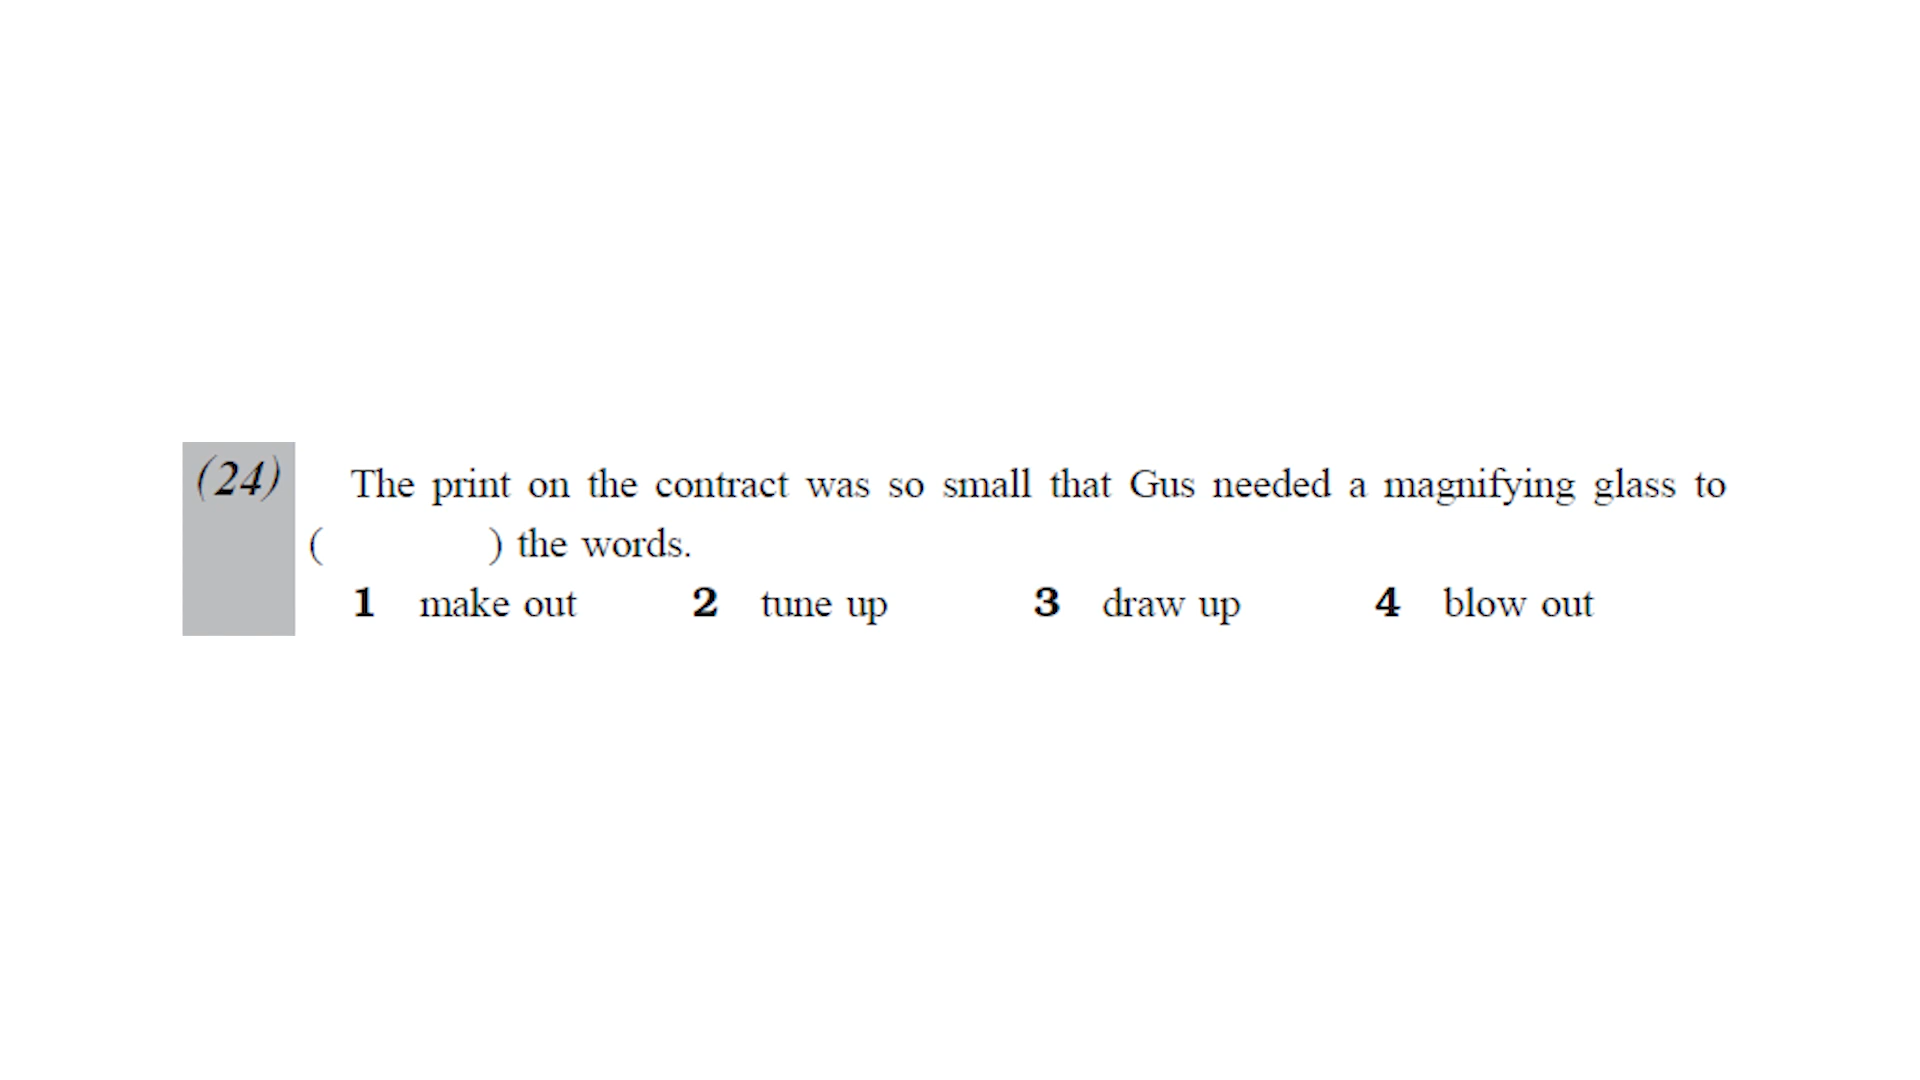 (24) The print on the contract was so small that Gus needed a magnifying glass to
( ) the words.
1 make out 2 tune up 3 draw up 4 blow out